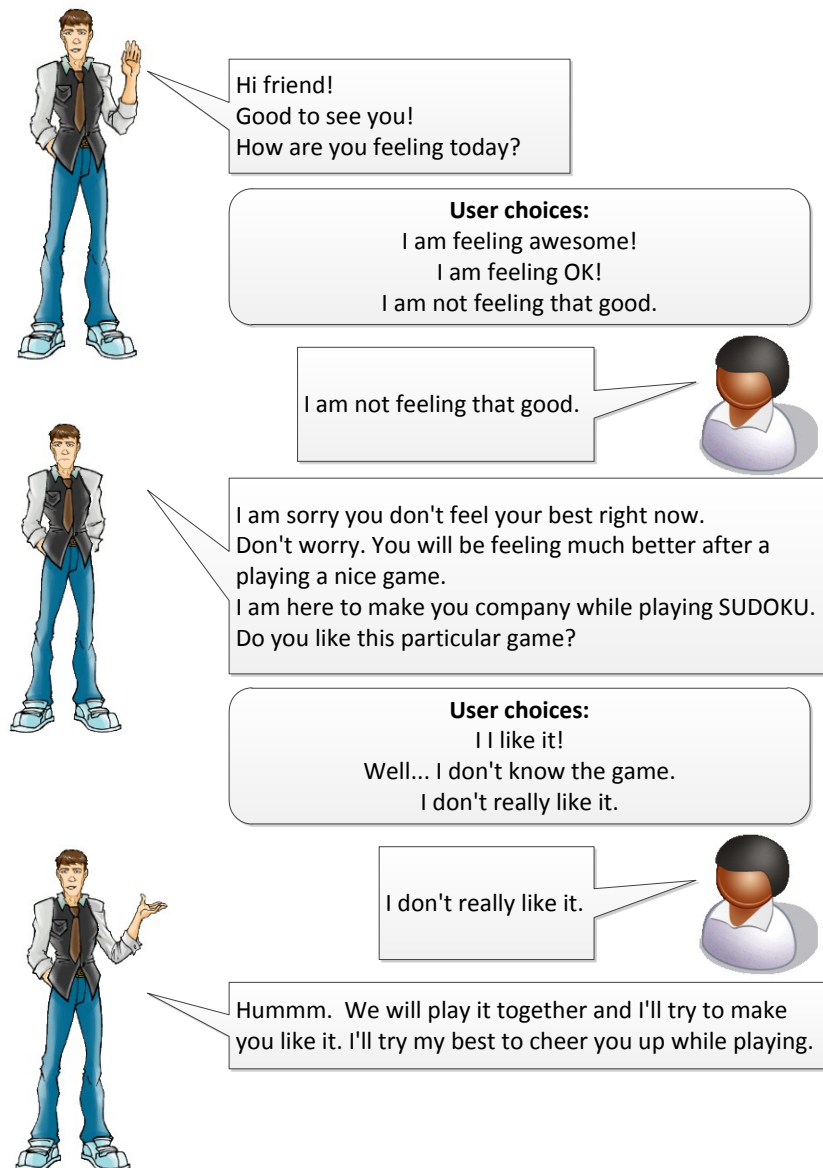 Hi friend!
Good to see you!
How are you feeling today?
User choices:
I am feeling awesome!
I am feeling OK!
I am not feeling that good.
I am not feeling that good.
I am sorry you don't feel your best right now.
Don't worry. You will be feeling much better after a
playing a nice game.
I am here to make you company while playing SUDOKU.
Do you like this particular game?
User choices:
I I like it!
Well... I don't know the game.
I don't really like it.
I don't really like it.
Hummm.  We will play it together and I'll try to make
you like it. I'll try my best to cheer you up while playing.